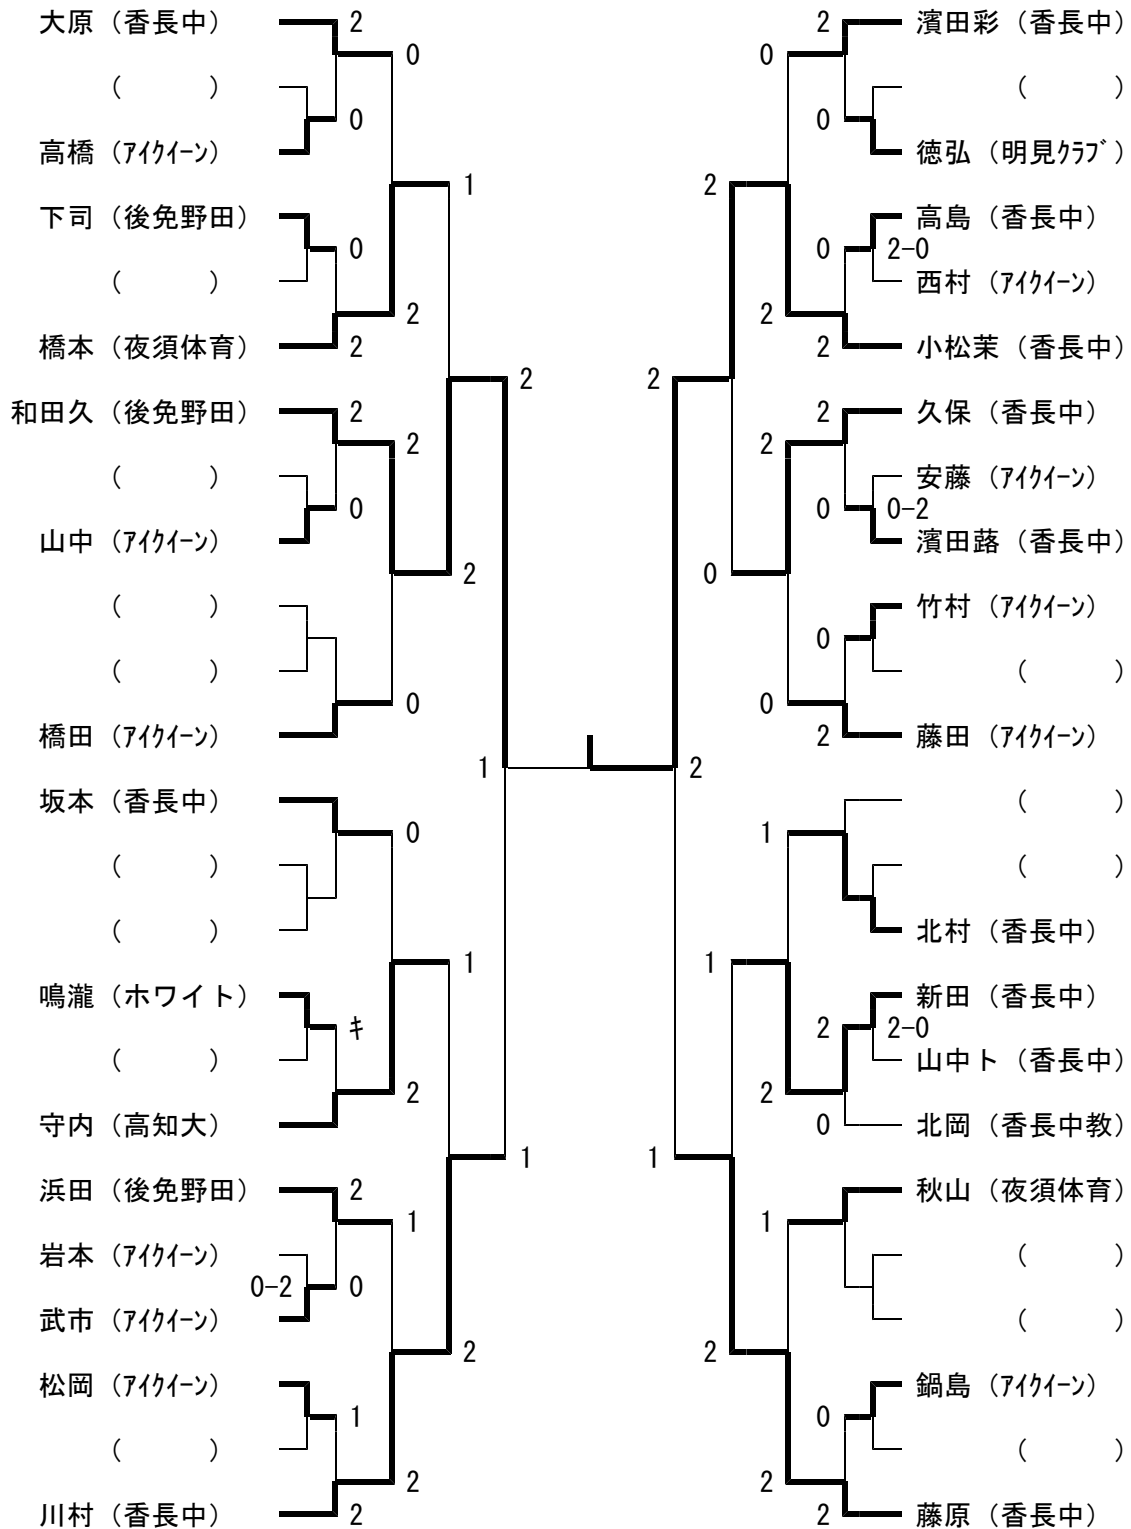 大原（香長中） 2 2 濱田彩（香長中）
0 0
（　　　） （　　　）
0 0
高橋（ｱｲｸｲｰﾝ） 徳弘（明見ｸﾗﾌﾞ）
1 2
下司（後免野田） 高島（香長中）
0 0 2-0
（　　　） 西村（ｱｲｸｲｰﾝ）
2 2
橋本（夜須体育） 2 2 小松茉（香長中）
2 2
和田久（後免野田） 2 2 久保（香長中）
2 2
（　　　） 安藤（ｱｲｸｲｰﾝ）
0 0 0-2
山中（ｱｲｸｲｰﾝ） 濱田蕗（香長中）
2 0
（　　　） 竹村（ｱｲｸｲｰﾝ）
0
（　　　） （　　　）
0 0
橋田（ｱｲｸｲｰﾝ） 2 藤田（ｱｲｸｲｰﾝ）
1 2
坂本（香長中） （　　　）
0 1
（　　　） （　　　）
（　　　） 北村（香長中）
1 1
鳴瀧（ホワイト） 新田（香長中）
ｷ 2 2-0
（　　　） 山中ト（香長中）
2 2
守内（高知大） 0 北岡（香長中教）
1 1
浜田（後免野田） 2 秋山（夜須体育）
1 1
岩本（ｱｲｸｲｰﾝ） （　　　）
0-2 0
武市（ｱｲｸｲｰﾝ） （　　　）
2 2
松岡（ｱｲｸｲｰﾝ） 鍋島（ｱｲｸｲｰﾝ）
1 0
（　　　） （　　　）
2 2
川村（香長中） 2 2 藤原（香長中）